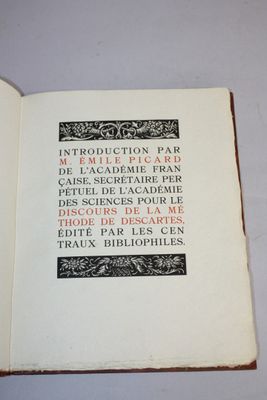 INTRODUCTION PAR
M. ÉMILE PICARD
DE L'ACADÉMIE FRAN
ÇAISE, SECRÉTAIRE PER
PÉTUEL DE L'ACADÉMIE
DES SCIENCES POUR LE
DISCOURS DE LA MÉ
THODE DE DESCARTES,
ÉDITÉ PAR LES CEN
TRAUX BIBLIOPHILES.